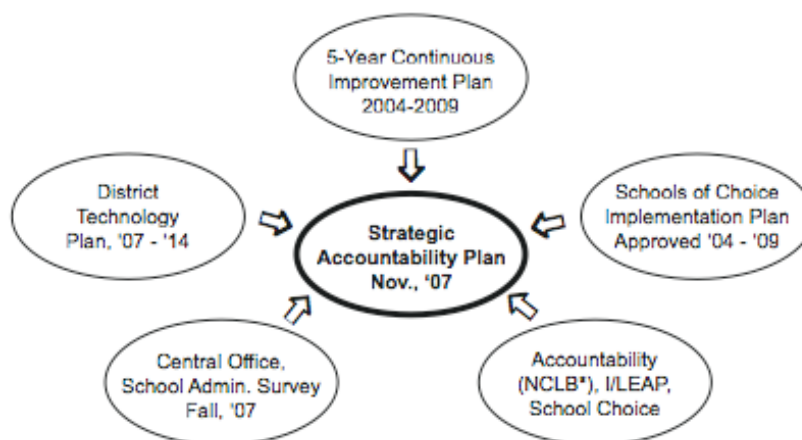 5-Year Continuous
Improvement Plan
2004-2009
District
Technology
Plan, '07 - '14
Schools of Choice
Implementation Plan
Approved '04 - '09
Strategic
Accountability Plan
Nov., '07
Central Office,
School Admin. Survey
Fall, '07
Accountability
(NCLB*), I/LEAP,
School Choice